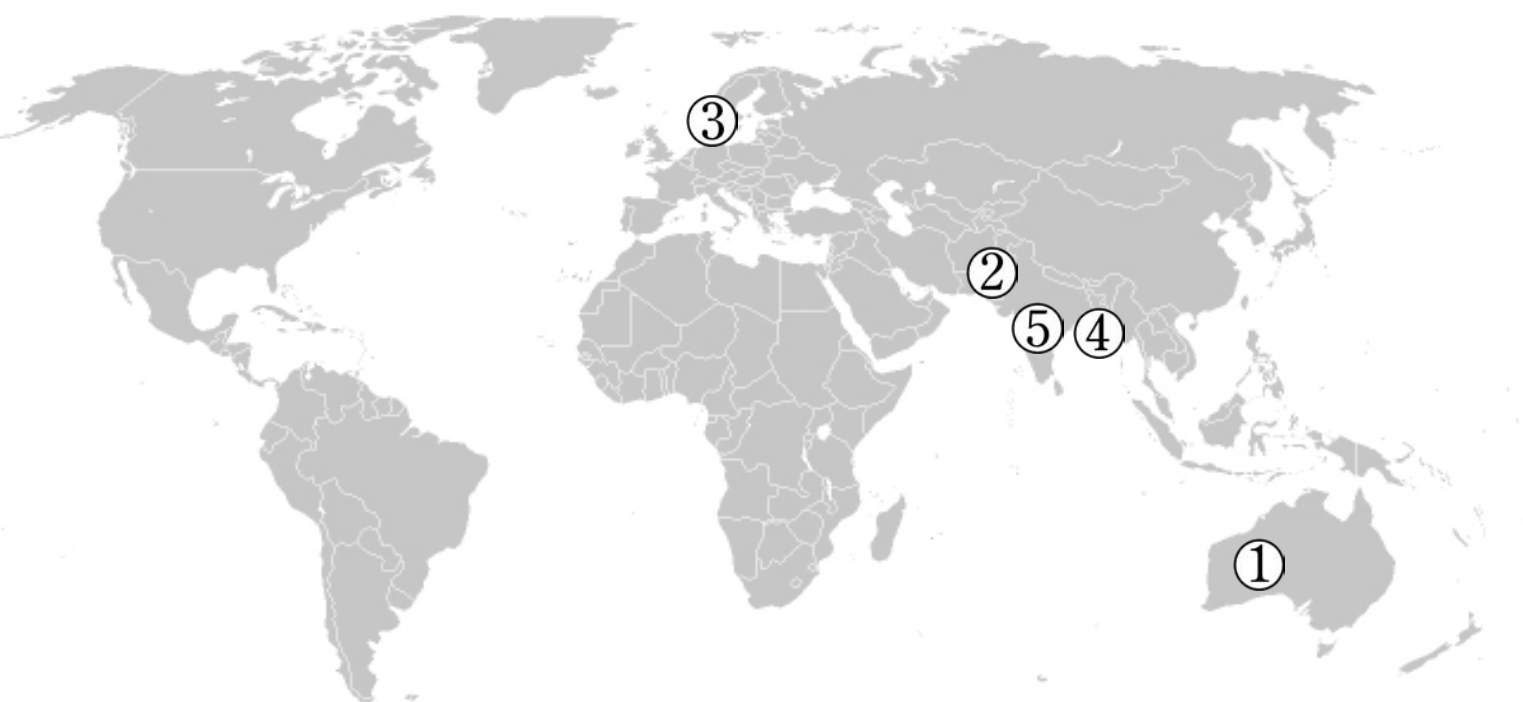 ③
②
⑤ ④
①